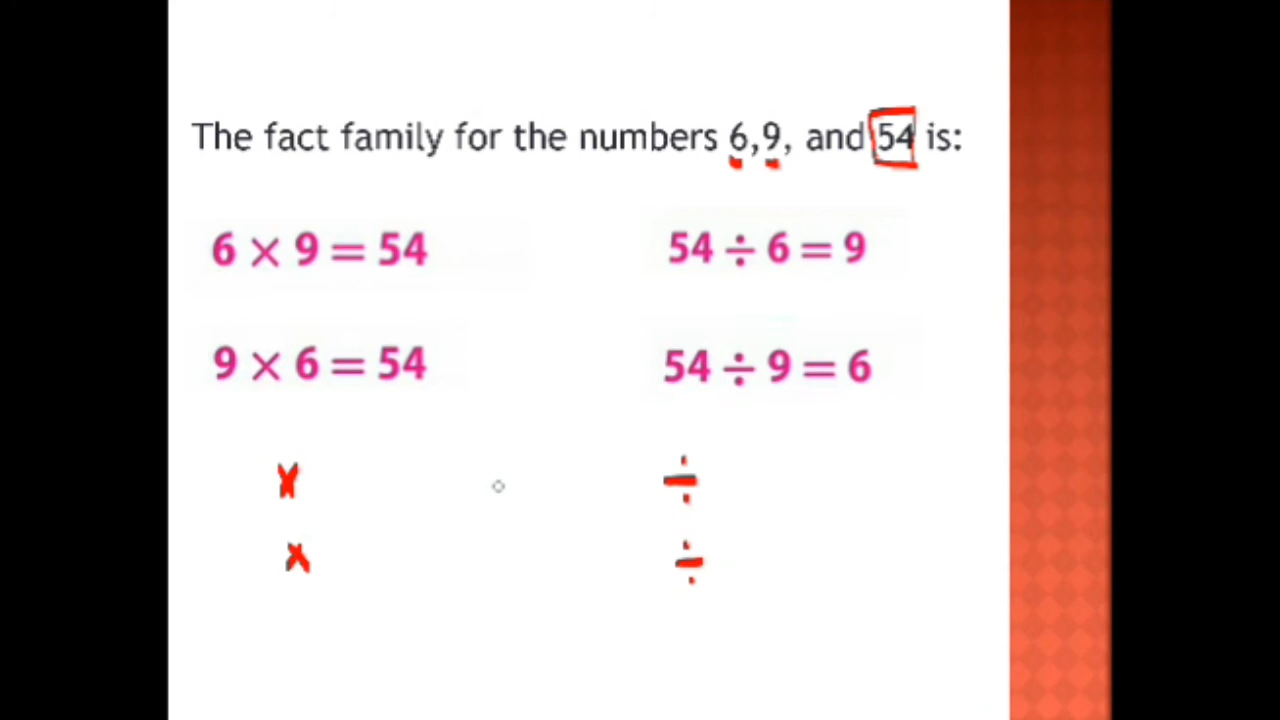 The fact family for the numbers 6,9, and 54 is:
6 × 9 = 54
54 ÷ 6 = 9
9 × 6 = 54
54 ÷ 9 = 6
x
÷
x
÷